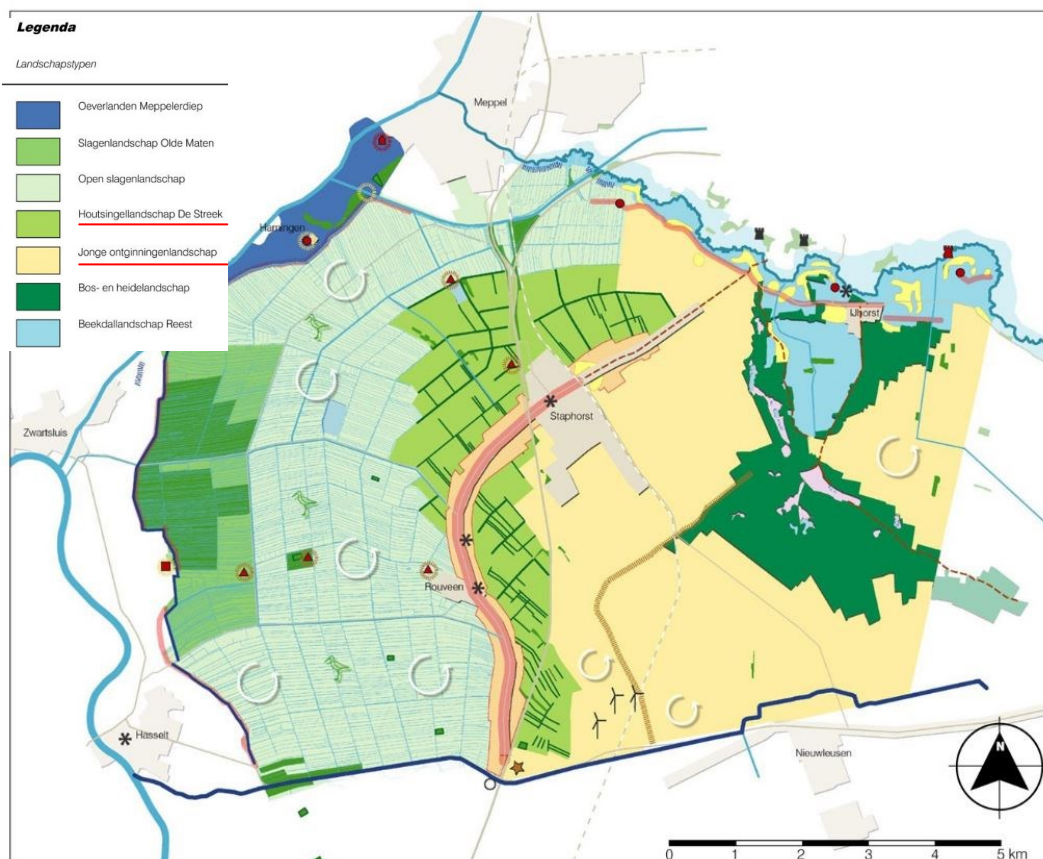 Legenda
Landschapstypen
Oeverlanden Meppelerdiep
Slagenlandschap Olde Maten
Open slagenlandschap
Houtsingellandschap De Streek
Jonge ontginningenlandschap
Bos- en heidelandschap
Beekdallandschap Reest
Meppel
Hamingen
IJhorst
Staphorst
Zwartsluis
Rouveen
Hasselt
Nieuwleusen
N
0 1 2 3 4 5 km